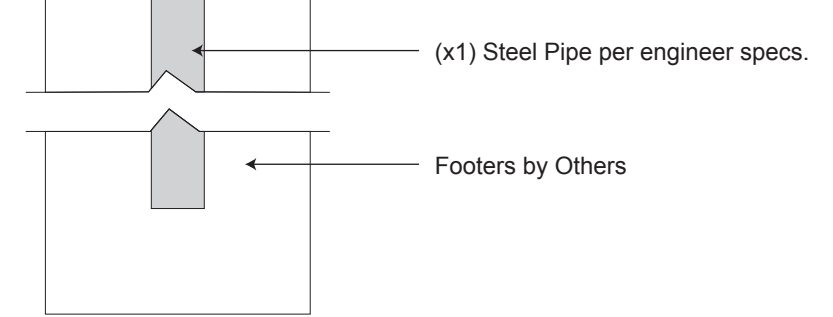 (x1) Steel Pipe per engineer specs.
Footers by Others